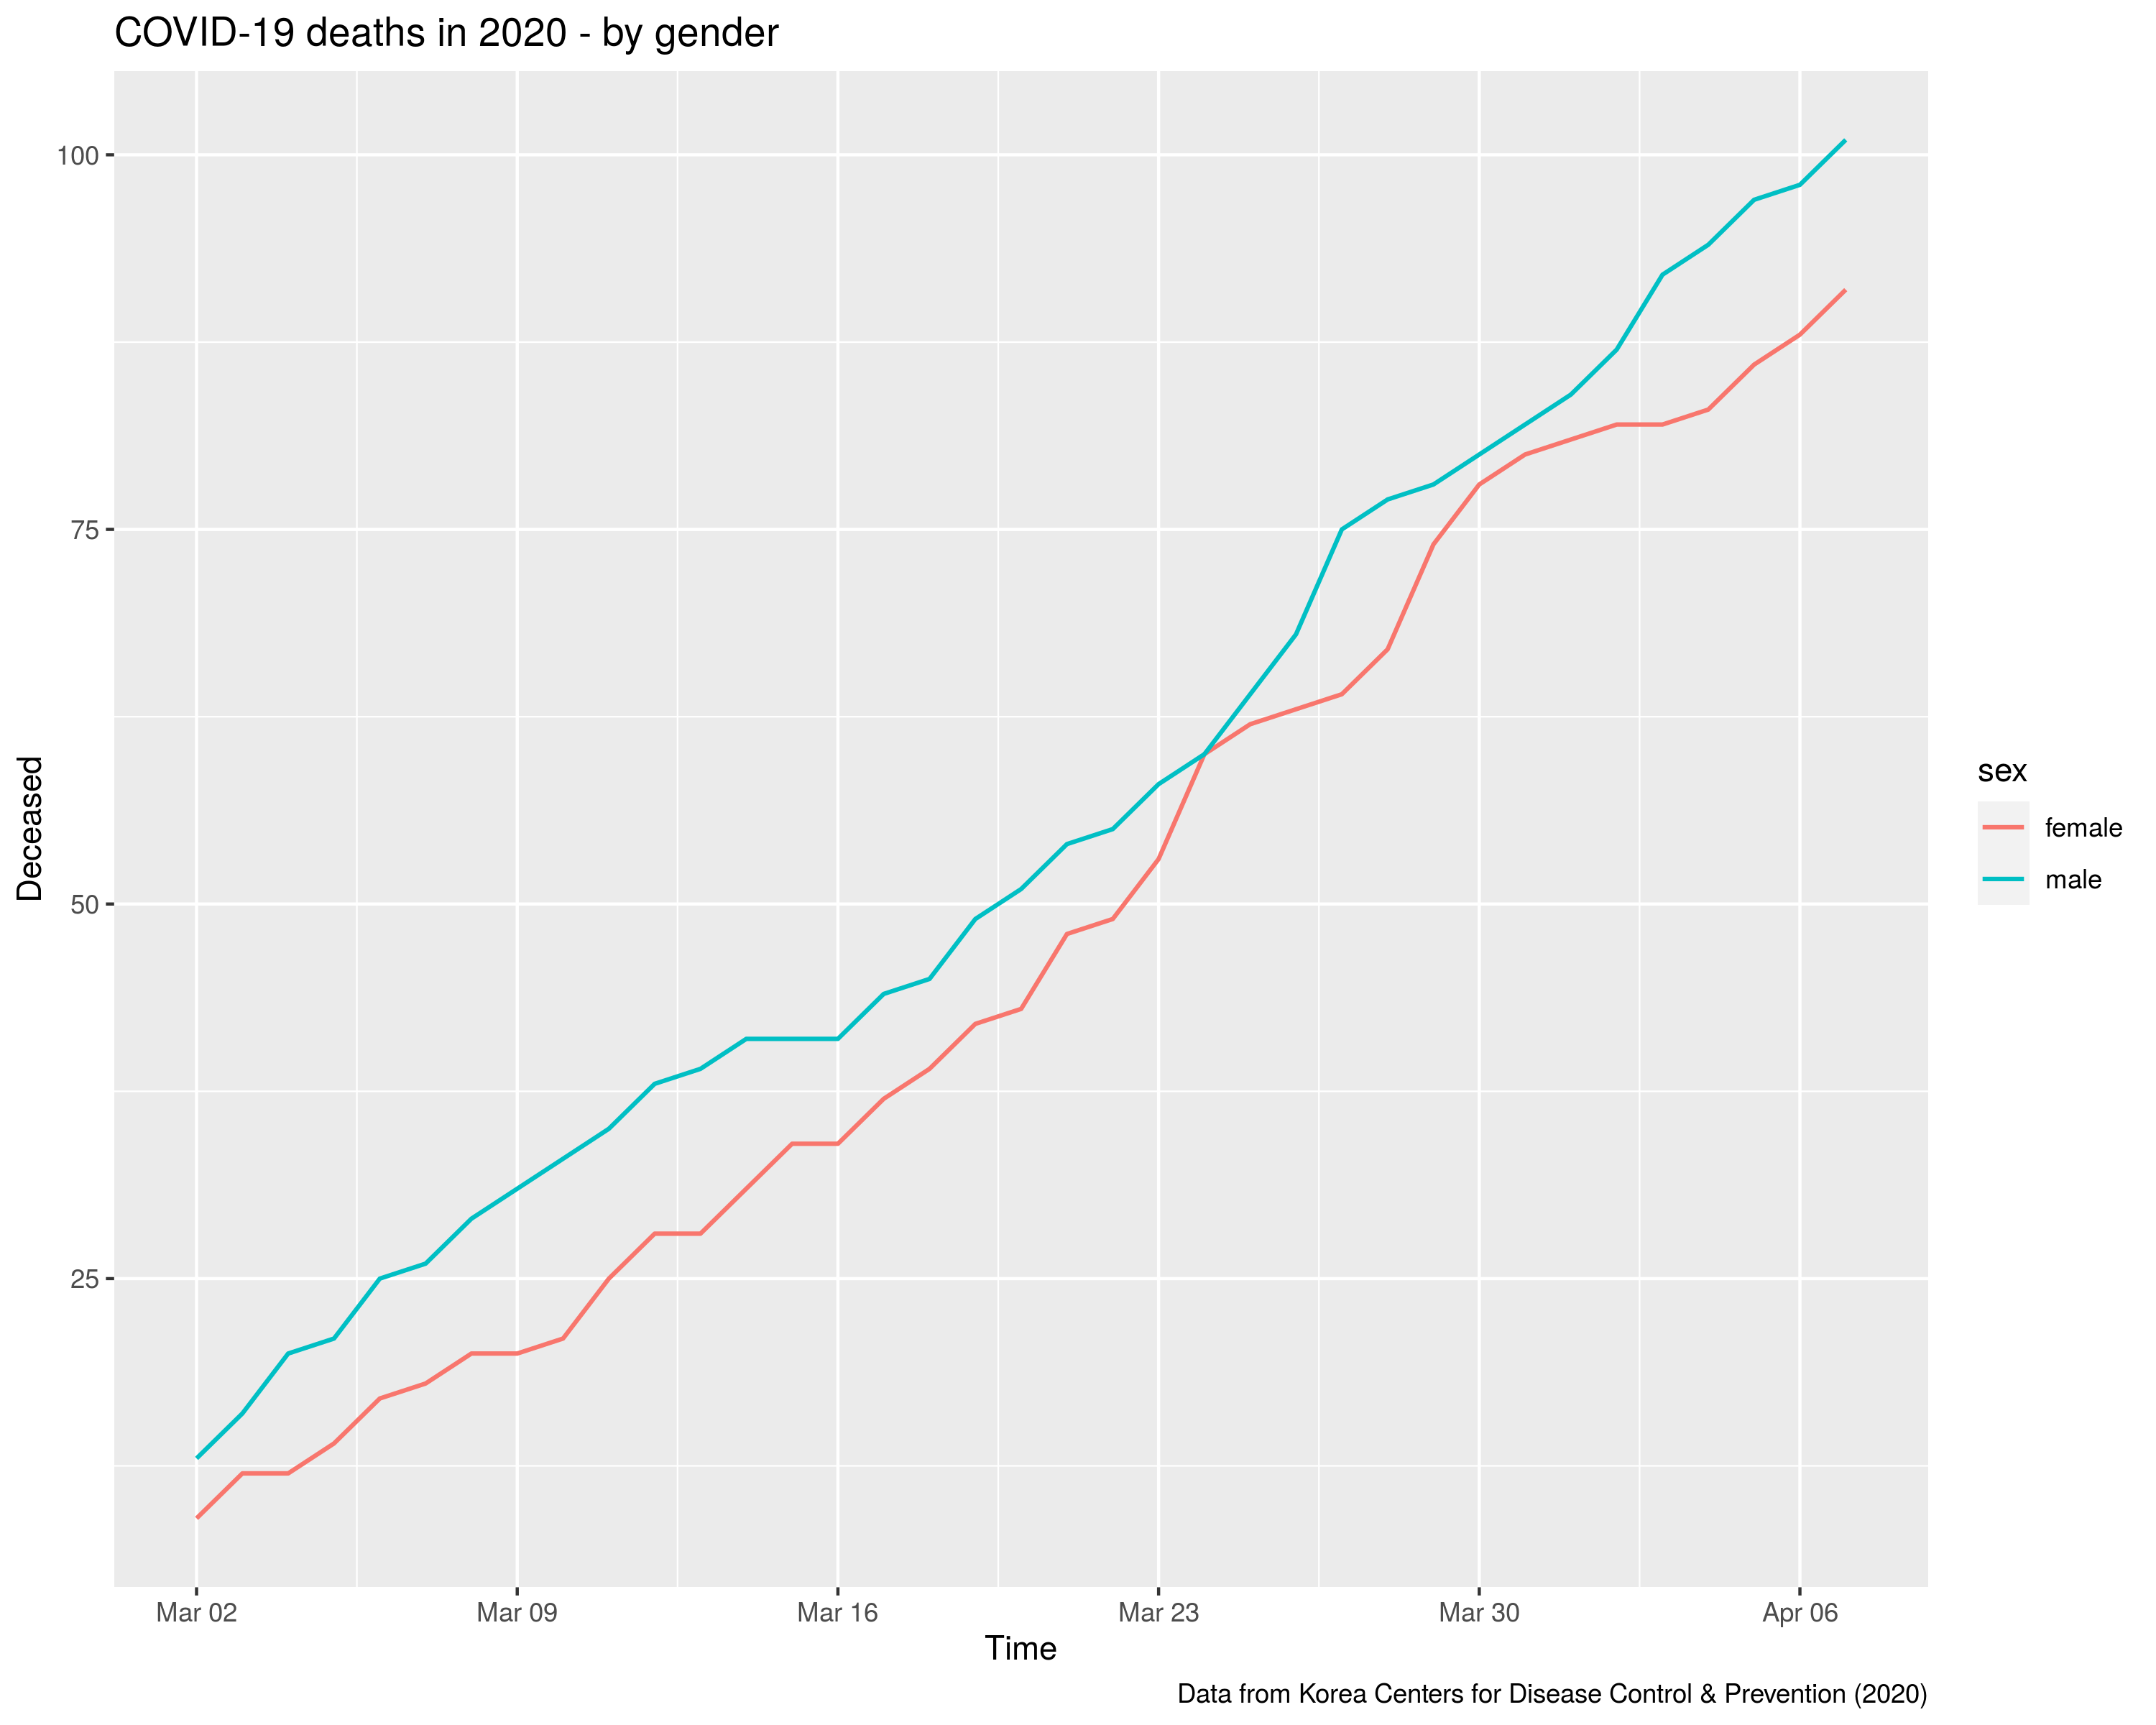 COVID-19 deaths in 2020 - by gender
100
75
50
25
Deceased
Mar 02
Mar 09
Mar 16
Mar 23
Mar 30
Apr 06
Time
sex
female
male
Data from Korea Centers for Disease Control & Prevention (2020)